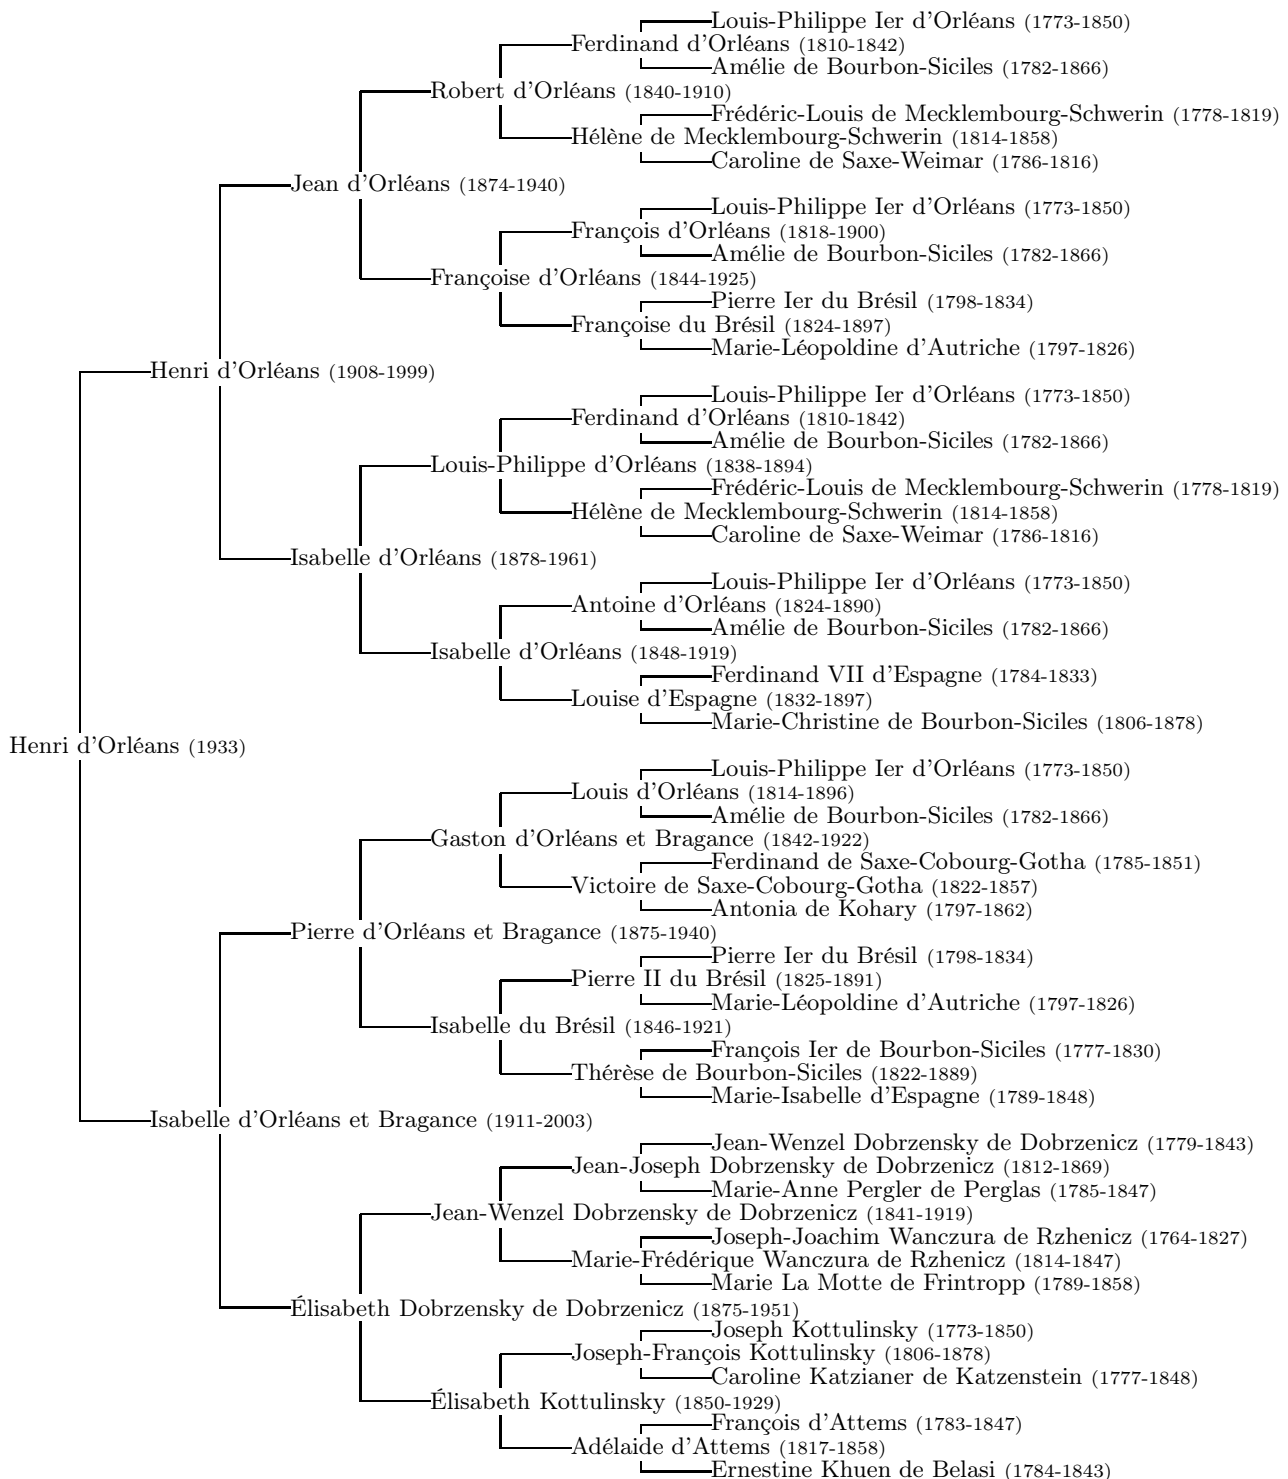 Louis-Philippe Ier d'Orléans (1773-1850)
Ferdinand d'Orléans (1810-1842)
Amélie de Bourbon-Siciles (1782-1866)
Robert d'Orléans (1840-1910)
Frédéric-Louis de Mecklembourg-Schwerin (1778-1819)
Hélène de Mecklembourg-Schwerin (1814-1858)
Caroline de Saxe-Weimar (1786-1816)
Jean d'Orléans (1874-1940)
Louis-Philippe Ier d'Orléans (1773-1850)
François d'Orléans (1818-1900)
Amélie de Bourbon-Siciles (1782-1866)
Françoise d'Orléans (1844-1925)
Pierre Ier du Brésil (1798-1834)
Françoise du Brésil (1824-1897)
Marie-Léopoldine d'Autriche (1797-1826)
Henri d'Orléans (1908-1999)
Louis-Philippe Ier d'Orléans (1773-1850)
Ferdinand d'Orléans (1810-1842)
Amélie de Bourbon-Siciles (1782-1866)
Louis-Philippe d'Orléans (1838-1894)
Frédéric-Louis de Mecklembourg-Schwerin (1778-1819)
Hélène de Mecklembourg-Schwerin (1814-1858)
Caroline de Saxe-Weimar (1786-1816)
Isabelle d'Orléans (1878-1961)
Louis-Philippe Ier d'Orléans (1773-1850)
Antoine d'Orléans (1824-1890)
Amélie de Bourbon-Siciles (1782-1866)
Isabelle d'Orléans (1848-1919)
Ferdinand VII d'Espagne (1784-1833)
Louise d'Espagne (1832-1897)
Marie-Christine de Bourbon-Siciles (1806-1878)
Henri d'Orléans (1933)
Louis-Philippe Ier d'Orléans (1773-1850)
Louis d'Orléans (1814-1896)
Amélie de Bourbon-Siciles (1782-1866)
Gaston d'Orléans et Bragance (1842-1922)
Ferdinand de Saxe-Cobourg-Gotha (1785-1851)
Victoire de Saxe-Cobourg-Gotha (1822-1857)
Antonia de Kohary (1797-1862)
Pierre d'Orléans et Bragance (1875-1940)
Pierre Ier du Brésil (1798-1834)
Pierre II du Brésil (1825-1891)
Marie-Léopoldine d'Autriche (1797-1826)
Isabelle du Brésil (1846-1921)
François Ier de Bourbon-Siciles (1777-1830)
Thérèse de Bourbon-Siciles (1822-1889)
Marie-Isabelle d'Espagne (1789-1848)
Isabelle d'Orléans et Bragance (1911-2003)
Jean-Wenzel Dobrzensky de Dobrzenicz (1779-1843)
Jean-Joseph Dobrzensky de Dobrzenicz (1812-1869)
Marie-Anne Pergler de Perglas (1785-1847)
Jean-Wenzel Dobrzensky de Dobrzenicz (1841-1919)
Joseph-Joachim Wanczura de Rzhenicz (1764-1827)
Marie-Frédérique Wanczura de Rzhenicz (1814-1847)
Marie La Motte de Frintropp (1789-1858)
Élisabeth Dobrzensky de Dobrzenicz (1875-1951)
Joseph Kottulinsky (1773-1850)
Joseph-François Kottulinsky (1806-1878)
Caroline Katzianer de Katzenstein (1777-1848)
Élisabeth Kottulinsky (1850-1929)
François d'Attems (1783-1847)
Adélaide d'Attems (1817-1858)
Ernestine Khuen de Belasi (1784-1843)